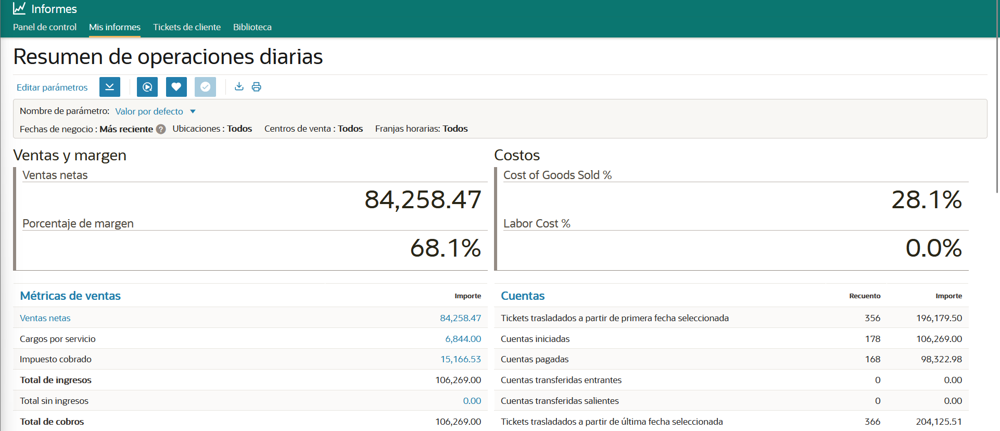 Informes
Panel de control Mis informes Tickets de cliente Biblioteca
Resumen de operaciones diarias
Editar parámetros
Nombre de parámetro: Valor por defecto
Fechas de negocio : Más reciente ? Ubicaciones : Todos Centros de venta : Todos Franjas horarias: Todos
Ventas y margen
Ventas netas
84,258.47
Porcentaje de margen
68.1%
Costos
Cost of Goods Sold %
28.1%
Labor Cost %
0.0%
Métricas de ventas Importe
Ventas netas 84,258.47
Cargos por servicio 6,844.00
Impuesto cobrado 15,166.53
Total de ingresos 106,269.00
Total sin ingresos 0.00
Total de cobros 106,269.00
Cuentas Recuento Importe
Tickets trasladados a partir de primera fecha seleccionada 356 196,179.50
Cuentas iniciadas 178 106,269.00
Cuentas pagadas 168 98,322.98
Cuentas transferidas entrantes 0 0.00
Cuentas transferidas salientes 0 0.00
Tickets trasladados a partir de última fecha seleccionada 366 204,125.51